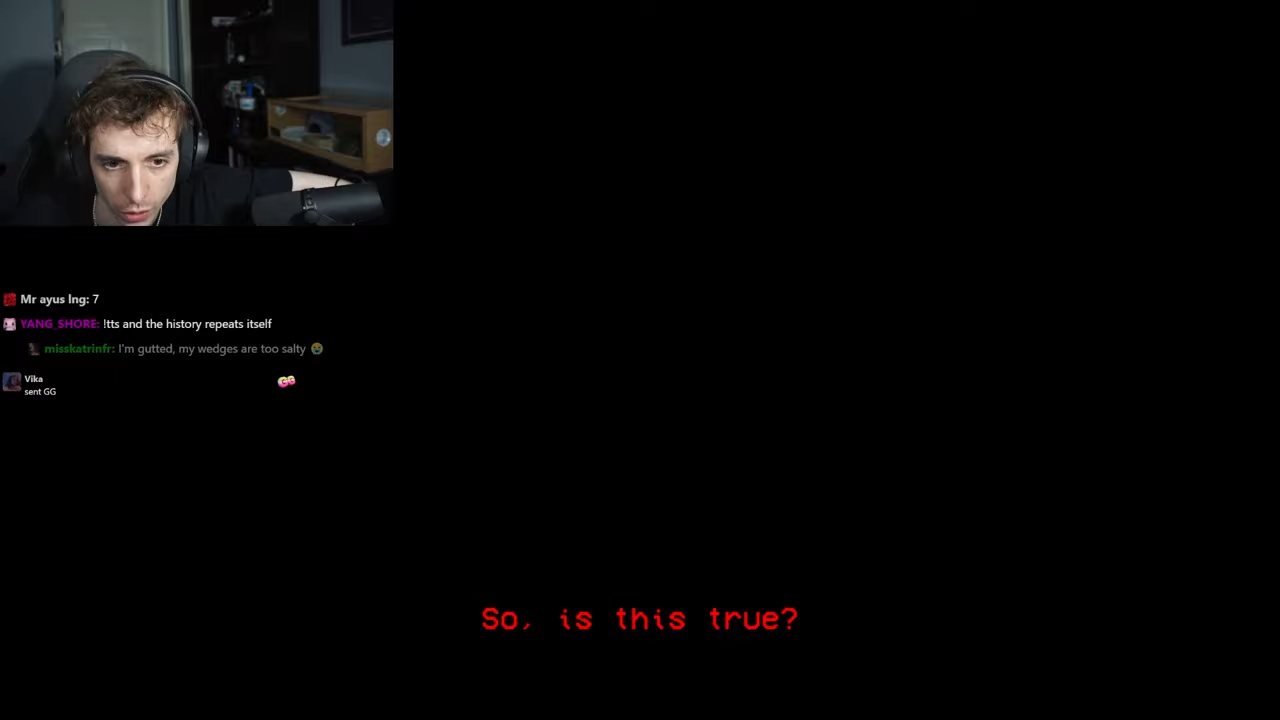 Mr ayus lng: 7
YANG_SHORE: !tts and the history repeats itself
misskatrinfr: I'm gutted, my wedges are too salty 😭
Vika
sent GG
GG
So, is this true?